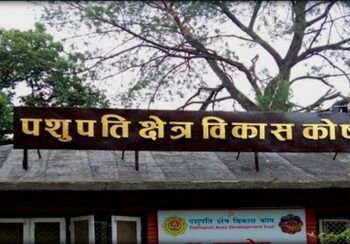 पशुपति क्षेत्र विकास कोष
पशुपति क्षेत्र विकास कोष
Pashupati Area Development Trust